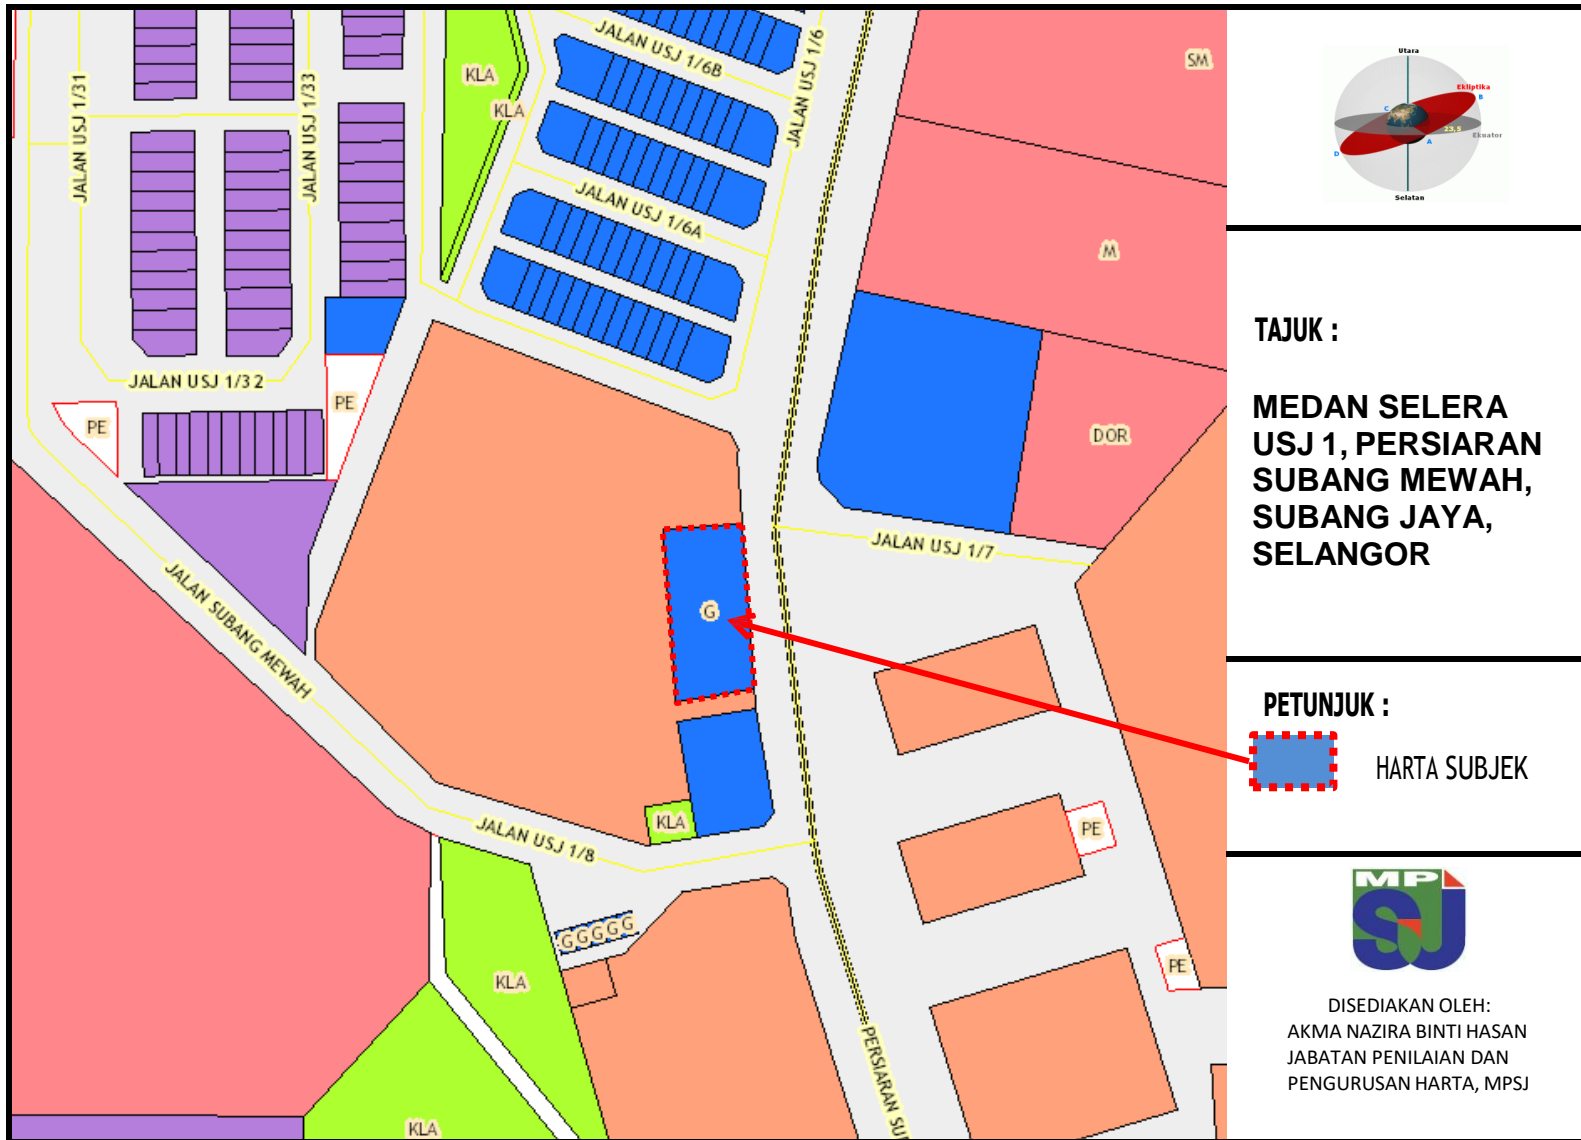 JALAN USJ 1/31
JALAN USJ 1/33
KLA
KLA
JALAN USJ 1/6B
JALAN USJ 1/6
SM
JALAN USJ 1/6A
M
JALAN USJ 1/32
PE
PE
DOR
JALAN USJ 1/7
G
JALAN SUBANG MEWAH
KLA
JALAN USJ 1/8
PE
G G G G G
KLA
PE
PERSIARAN SU
KLA
Utara
Ekliptika
B
C
23,5
Ekuator
A
D
Selatan
TAJUK :
MEDAN SELERA
USJ 1, PERSIARAN
SUBANG MEWAH,
SUBANG JAYA,
SELANGOR
PETUNJUK :
HARTA SUBJEK
MP
SJ
DISEDIAKAN OLEH:
AKMA NAZIRA BINTI HASAN
JABATAN PENILAIAN DAN
PENGURUSAN HARTA, MPSJ